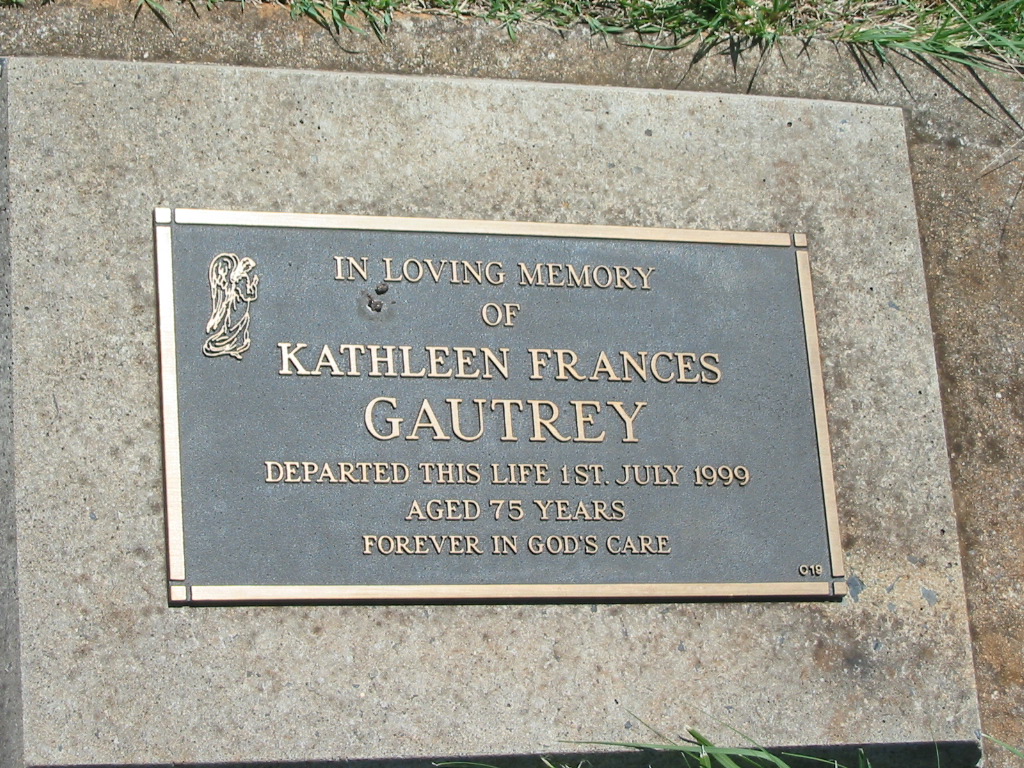 IN LOVING MEMORY
OF
KATHLEEN FRANCES
GAUTREY
DEPARTED THIS LIFE 1ST. JULY 1999
AGED 75 YEARS
FOREVER IN GOD'S CARE
O19